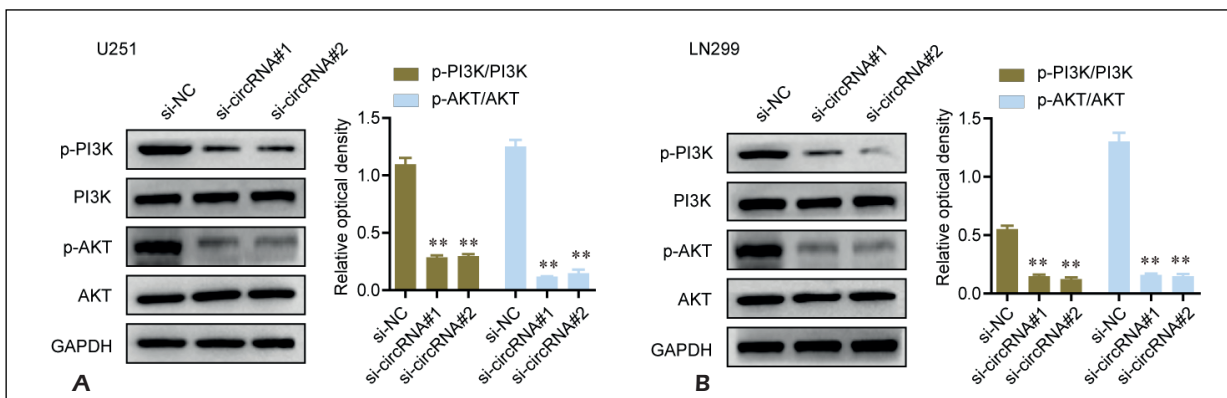 U251
si-NC
si-circRNA#1
si-circRNA#2
p-PI3K
PI3K
p-AKT
AKT
GAPDH
A
p-PI3K/PI3K
p-AKT/AKT
Relative optical density
1.5
1.0
0.5
0.0
** **
** **
si-NC
si-circRNA#1
si-circRNA#2
si-NC
si-circRNA#1
si-circRNA#2
LN299
si-NC
si-circRNA#1
si-circRNA#2
p-PI3K
PI3K
p-AKT
AKT
GAPDH
B
p-PI3K/PI3K
p-AKT/AKT
Relative optical density
1.5
1.0
0.5
0.0
** **
** **
si-NC
si-circRNA#1
si-circRNA#2
si-NC
si-circRNA#1
si-circRNA#2